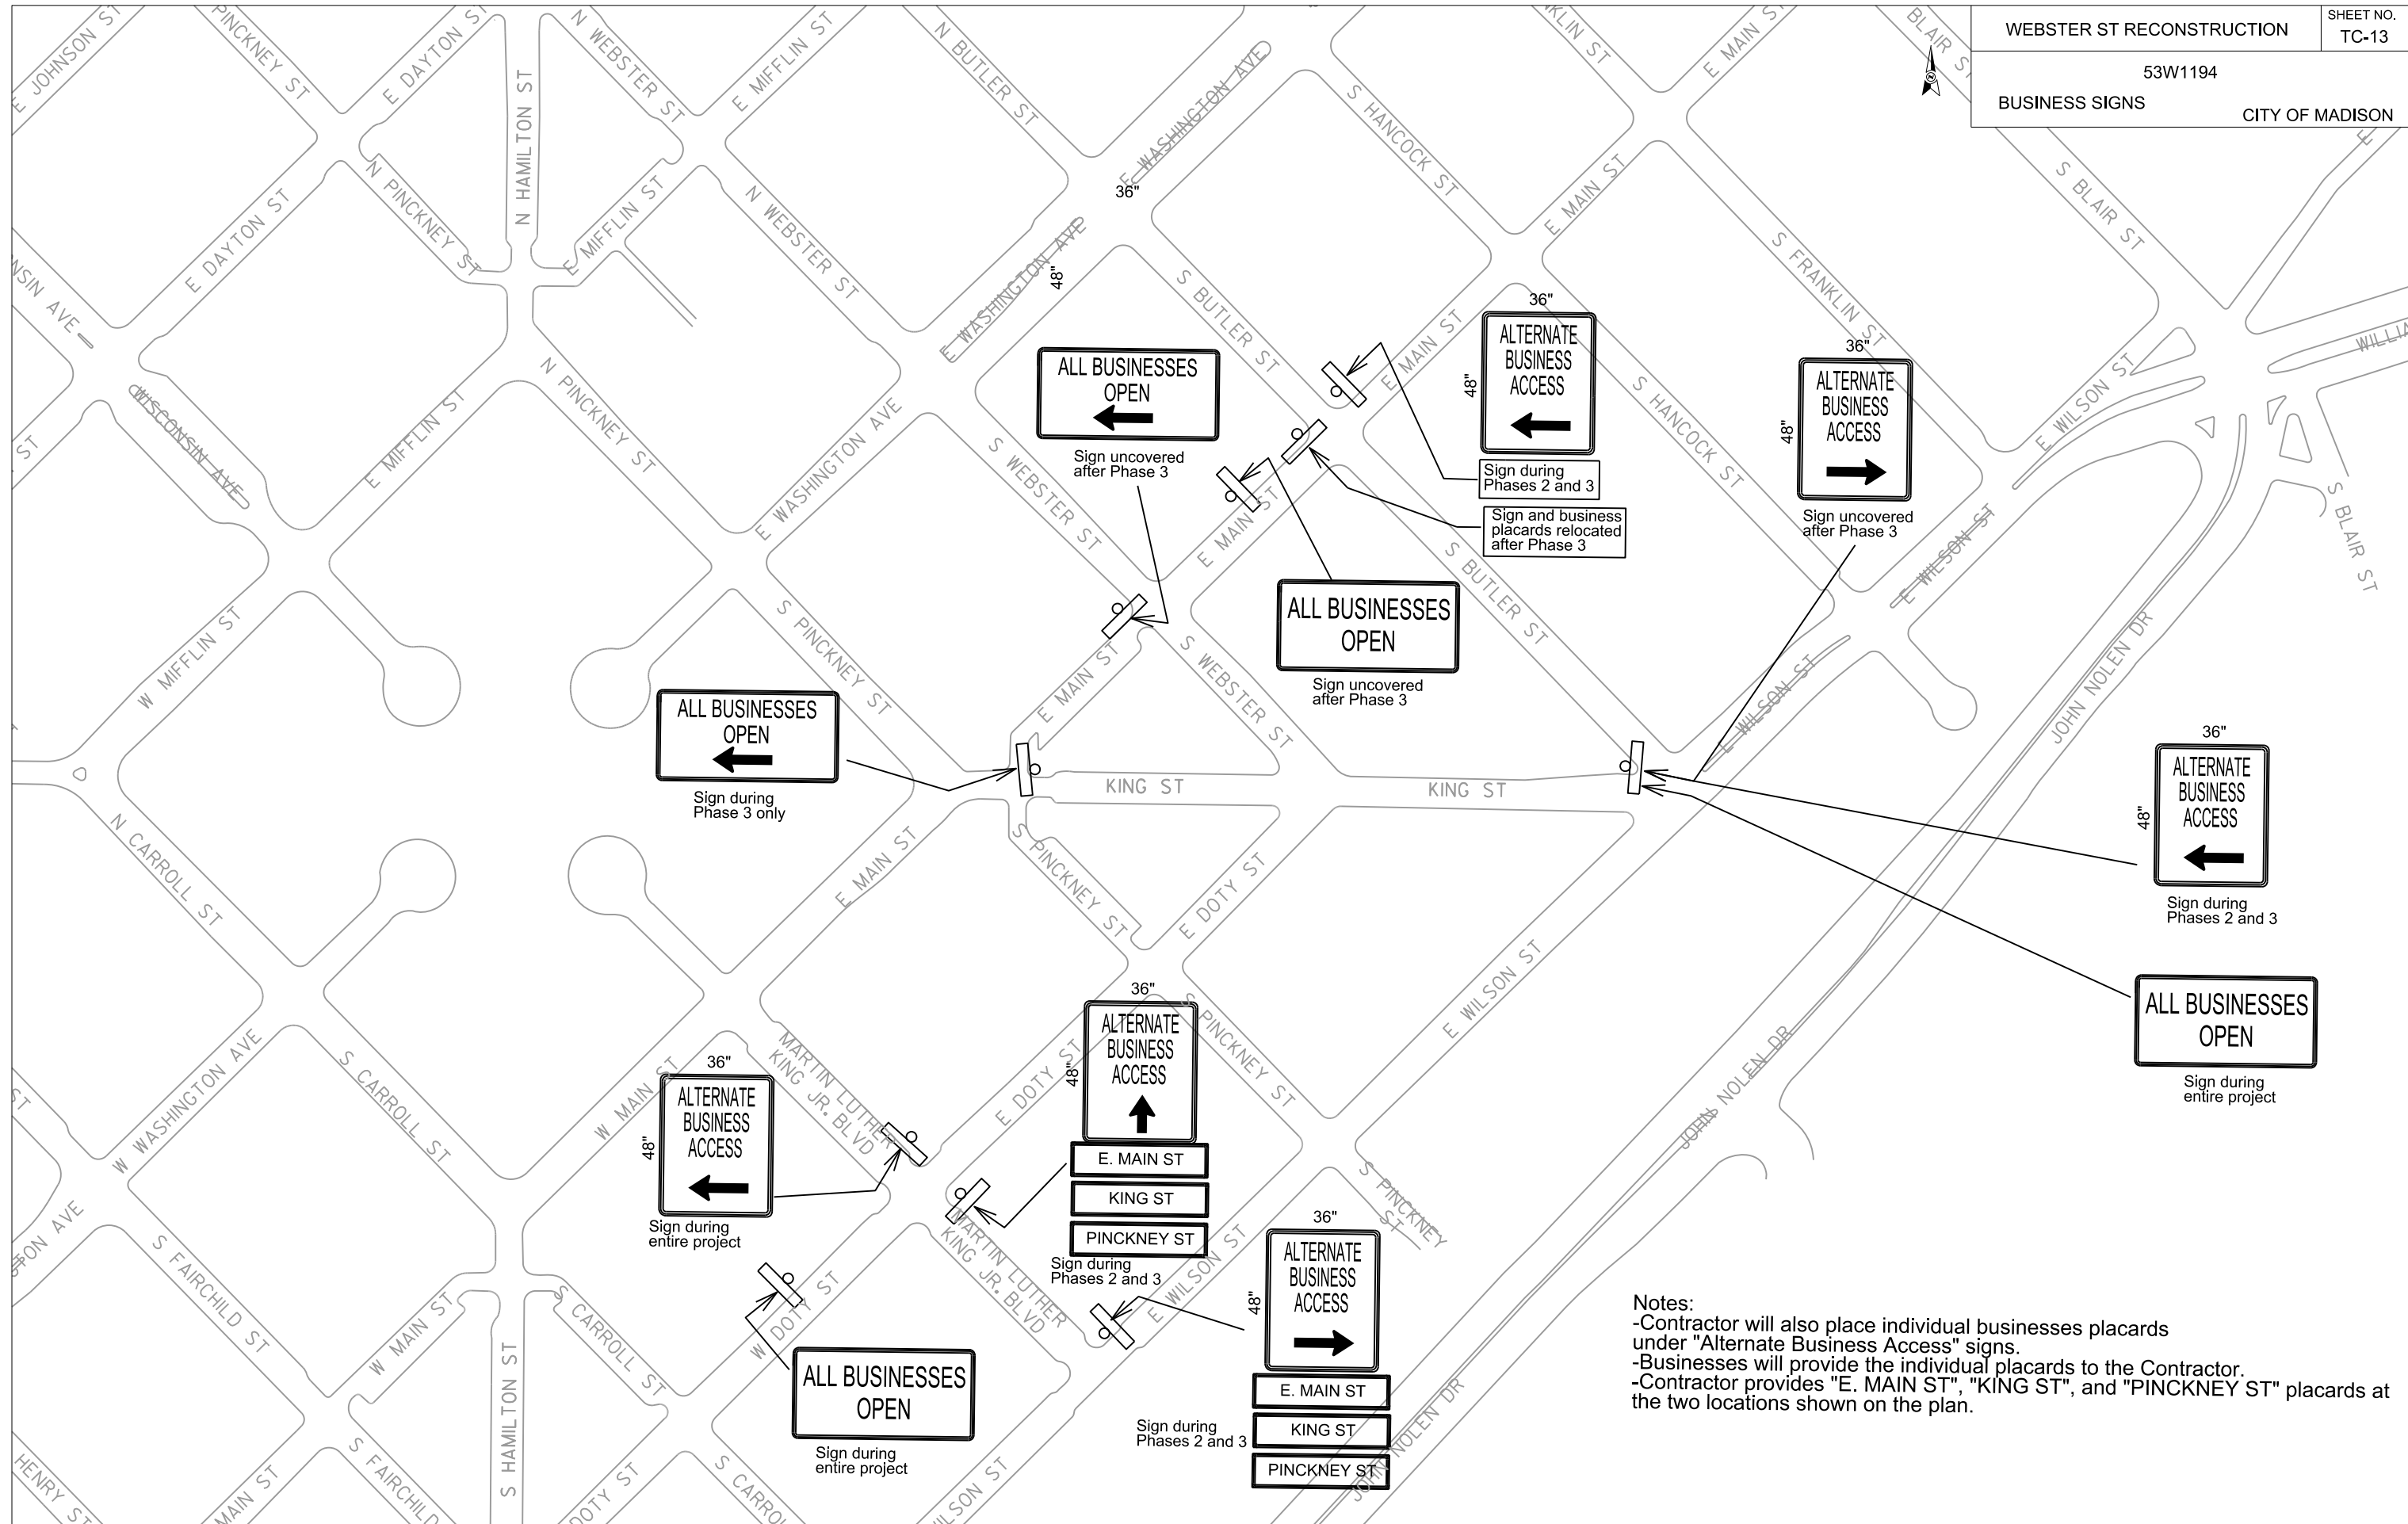 WEBSTER ST RECONSTRUCTION
SHEET NO.
TC-13
53W1194
BUSINESS SIGNS
CITY OF MADISON
E JOHNSON ST
PINCKNEY ST
E DAYTON ST
N HAMILTON ST
N WEBSTER ST
E MIFFLIN ST
N BUTLER ST
E WASHINGTON AVE
S HANCOCK ST
E MAIN ST
E MAIN ST
S BLAIR ST
E DAYTON ST
N PINCKNEY ST
E MIFFLIN ST
N WEBSTER ST
36"
48"
E WASHINGTON AVE
S BUTLER ST
E MAIN ST
S FRANKLIN ST
WISCONSIN AVE
E MIFFLIN ST
N PINCKNEY ST
E WASHINGTON AVE
S WEBSTER ST
E MAIN ST
S HANCOCK ST
E WILSON ST
S BLAIR ST
ALL BUSINESSES
OPEN
Sign uncovered
after Phase 3
36"
48"
ALTERNATE
BUSINESS
ACCESS
Sign during
Phases 2 and 3
Sign and business
placards relocated
after Phase 3
36"
48"
ALTERNATE
BUSINESS
ACCESS
Sign uncovered
after Phase 3
ALL BUSINESSES
OPEN
Sign uncovered
after Phase 3
S BUTLER ST
E WILSON ST
W MIFFLIN ST
S PINCKNEY ST
E MAIN ST
S WEBSTER ST
E WILSON ST
JOHN NOLEN DR
ALL BUSINESSES
OPEN
Sign during
Phase 3 only
KING ST
KING ST
36"
48"
ALTERNATE
BUSINESS
ACCESS
Sign during
Phases 2 and 3
N CARROLL ST
E MAIN ST
S PINCKNEY ST
E DOTY ST
E WILSON ST
ALL BUSINESSES
OPEN
Sign during
entire project
W WASHINGTON AVE
S CARROLL ST
W MAIN ST
MARTIN LUTHER
KING JR. BLVD
E DOTY ST
S PINCKNEY ST
JOHN NOLEN DR
36"
48"
ALTERNATE
BUSINESS
ACCESS
E. MAIN ST
KING ST
PINCKNEY ST
Sign during
Phases 2 and 3
36"
48"
ALTERNATE
BUSINESS
ACCESS
Sign during
entire project
S FAIRCHILD ST
W MAIN ST
S CARROLL ST
S HAMILTON ST
W DOTY ST
MARTIN LUTHER
KING JR. BLVD
E WILSON ST
S PINCKNEY
ST
ALL BUSINESSES
OPEN
Sign during
entire project
36"
48"
ALTERNATE
BUSINESS
ACCESS
E. MAIN ST
KING ST
PINCKNEY ST
Sign during
Phases 2 and 3
JOHN NOLEN DR
HENRY ST
MAIN ST
S FAIRCHILD
DOTY ST
S CARROL
Notes:
-Contractor will also place individual businesses placards
under "Alternate Business Access" signs.
-Businesses will provide the individual placards to the Contractor.
-Contractor provides "E. MAIN ST", "KING ST", and "PINCKNEY ST" placards at
the two locations shown on the plan.